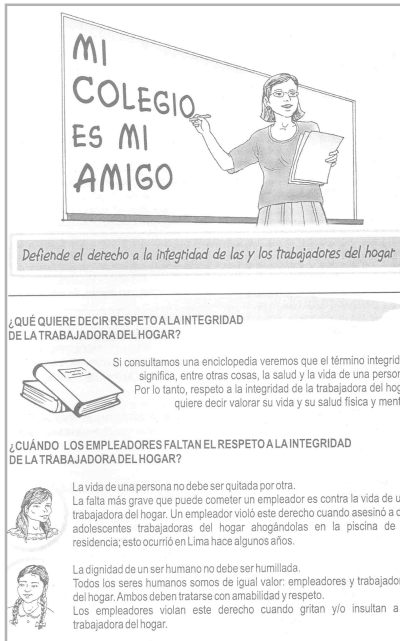 MI
COLEGIO
ES MI
AMIGO
Defiende el derecho a la integridad de las y los trabajadores del hogar
¿QUÉ QUIERE DECIR RESPETO A LA INTEGRIDAD
DE LA TRABAJADORA DEL HOGAR?
Si consultamos una enciclopedia veremos que el término integrid
significa, entre otras cosas, la salud y la vida de una person
Por lo tanto, respeto a la integridad de la trabajadora del hog
quiere decir valorar su vida y su salud física y ment
¿CUÁNDO LOS EMPLEADORES FALTAN EL RESPETO A LA INTEGRIDAD
DE LA TRABAJADORA DEL HOGAR?
La vida de una persona no debe ser quitada por otra.
La falta más grave que puede cometer un empleador es contra la vida de u
trabajadora del hogar. Un empleador violó este derecho cuando asesinó a d
adolescentes trabajadoras del hogar ahogándolas en la piscina de
residencia; esto ocurrió en Lima hace algunos años.
La dignidad de un ser humano no debe ser humillada.
Todos los seres humanos somos de igual valor: empleadores y trabajador
del hogar. Ambos deben tratarse con amabilidad y respeto.
Los empleadores violan este derecho cuando gritan y/o insultan a
trabajadora del hogar.